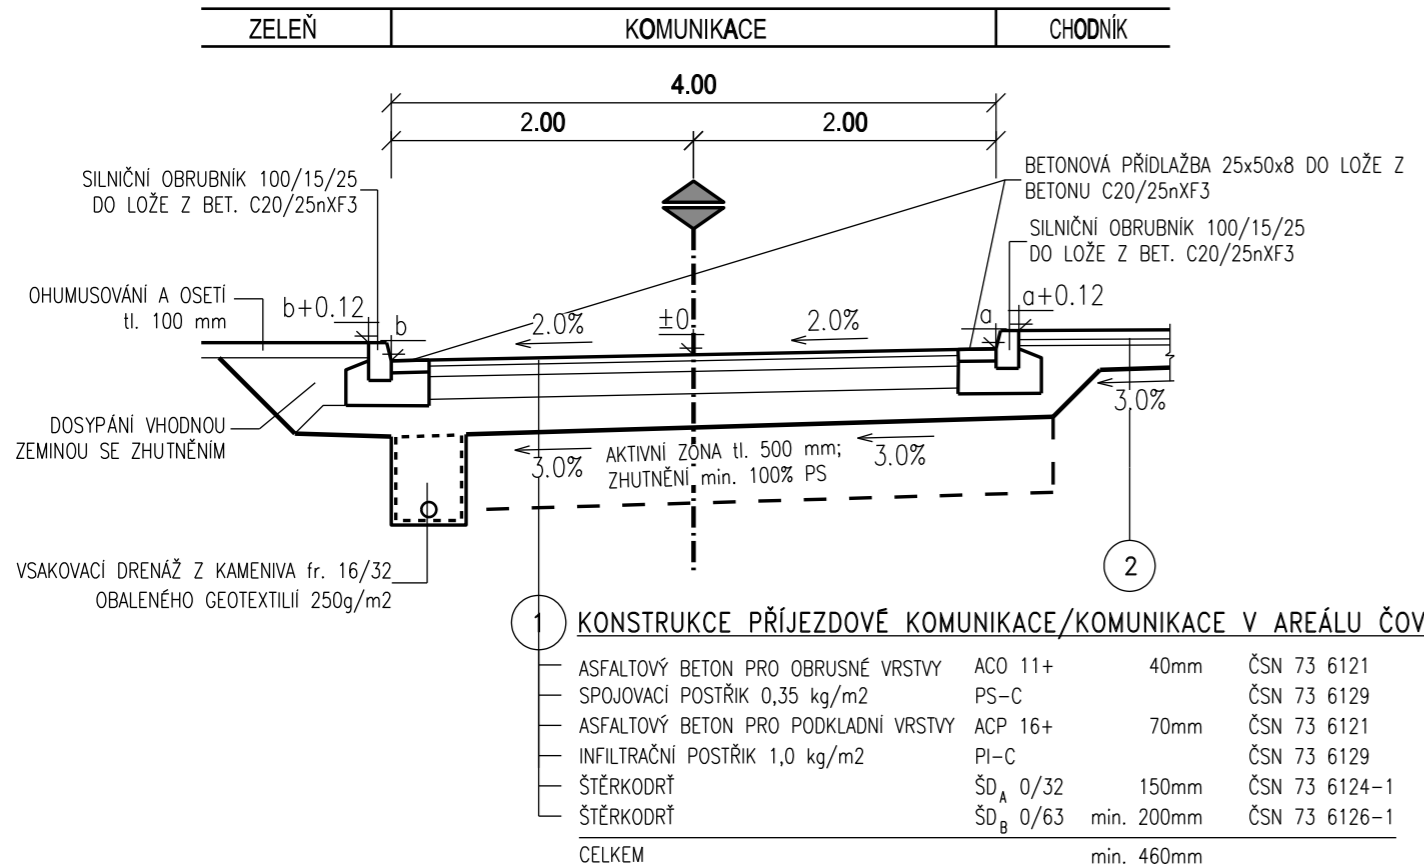 ZELEŇ KOMUNIKACE CHODNÍK
4.00
2.00 2.00
SILNIČNÍ OBRUBNÍK 100/15/25
DO LOŽE Z BET. C20/25nXF3
BETONOVÁ PŘÍDLAŽBA 25x50x8 DO LOŽE Z
BETONU C20/25nXF3
SILNIČNÍ OBRUBNÍK 100/15/25
DO LOŽE Z BET. C20/25nXF3
OHUMUSOVÁNÍ A OSETÍ
tl. 100 mm
b+0.12
b
2.0%
±0
2.0%
a
a+0.12
DOSYPÁNÍ VHODNOU
ZEMINOU SE ZHUTNĚNÍM
3.0%
AKTIVNÍ ZÓNA tl. 500 mm;
ZHUTNĚNÍ min. 100% PS
3.0%
3.0%
VSAKOVACÍ DRENÁŽ Z KAMENIVA fr. 16/32
OBALENÉHO GEOTEXTILIÍ 250g/m2
2
1 KONSTRUKCE PŘÍJEZDOVÉ KOMUNIKACE/KOMUNIKACE V AREÁLU ČOV
ASFALTOVÝ BETON PRO OBRUSNÉ VRSTVY ACO 11+ 40mm ČSN 73 6121
SPOJOVACÍ POSTŘIK 0,35 kg/m2 PS-C ČSN 73 6129
ASFALTOVÝ BETON PRO PODKLADNÍ VRSTVY ACP 16+ 70mm ČSN 73 6121
INFILTRAČNÍ POSTŘIK 1,0 kg/m2 PI-C ČSN 73 6129
ŠTĚRKODRŤ ŠDA 0/32 150mm ČSN 73 6124-1
ŠTĚRKODRŤ ŠDB 0/63 min. 200mm ČSN 73 6126-1
CELKEM min. 460mm